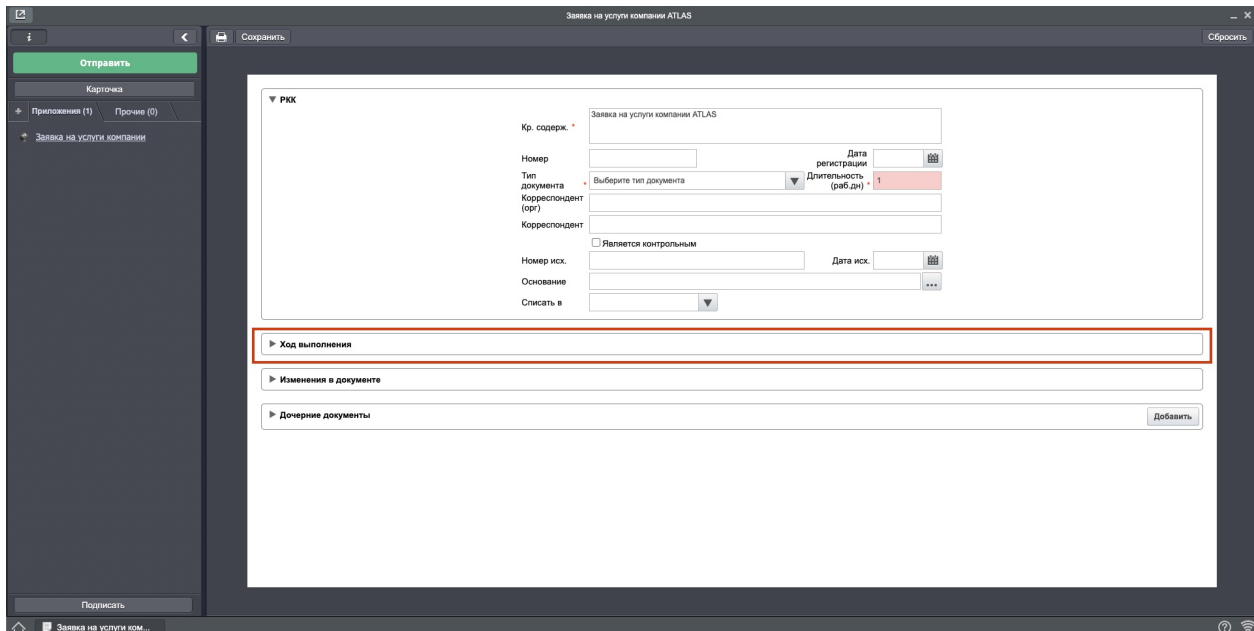 Заявка на услуги компании ATLAS
i
Сохранить
Сбросить
Отправить
Карточка
Приложения (1) Прочие (0)
Заявка на услуги компании
РКК
Кр. содерж. * Заявка на услуги компании ATLAS
Номер
Дата
регистрации
Тип
документа * Выберите тип документа
Длительность
(раб.дн) * 1
Корреспондент
(орг)
Корреспондент
Является контрольным
Номер исх.
Дата исх.
Основание
...
Списать в
Ход выполнения
Изменения в документе
Дочерние документы
Добавить
Подписать
Заявка на услуги ком...
?